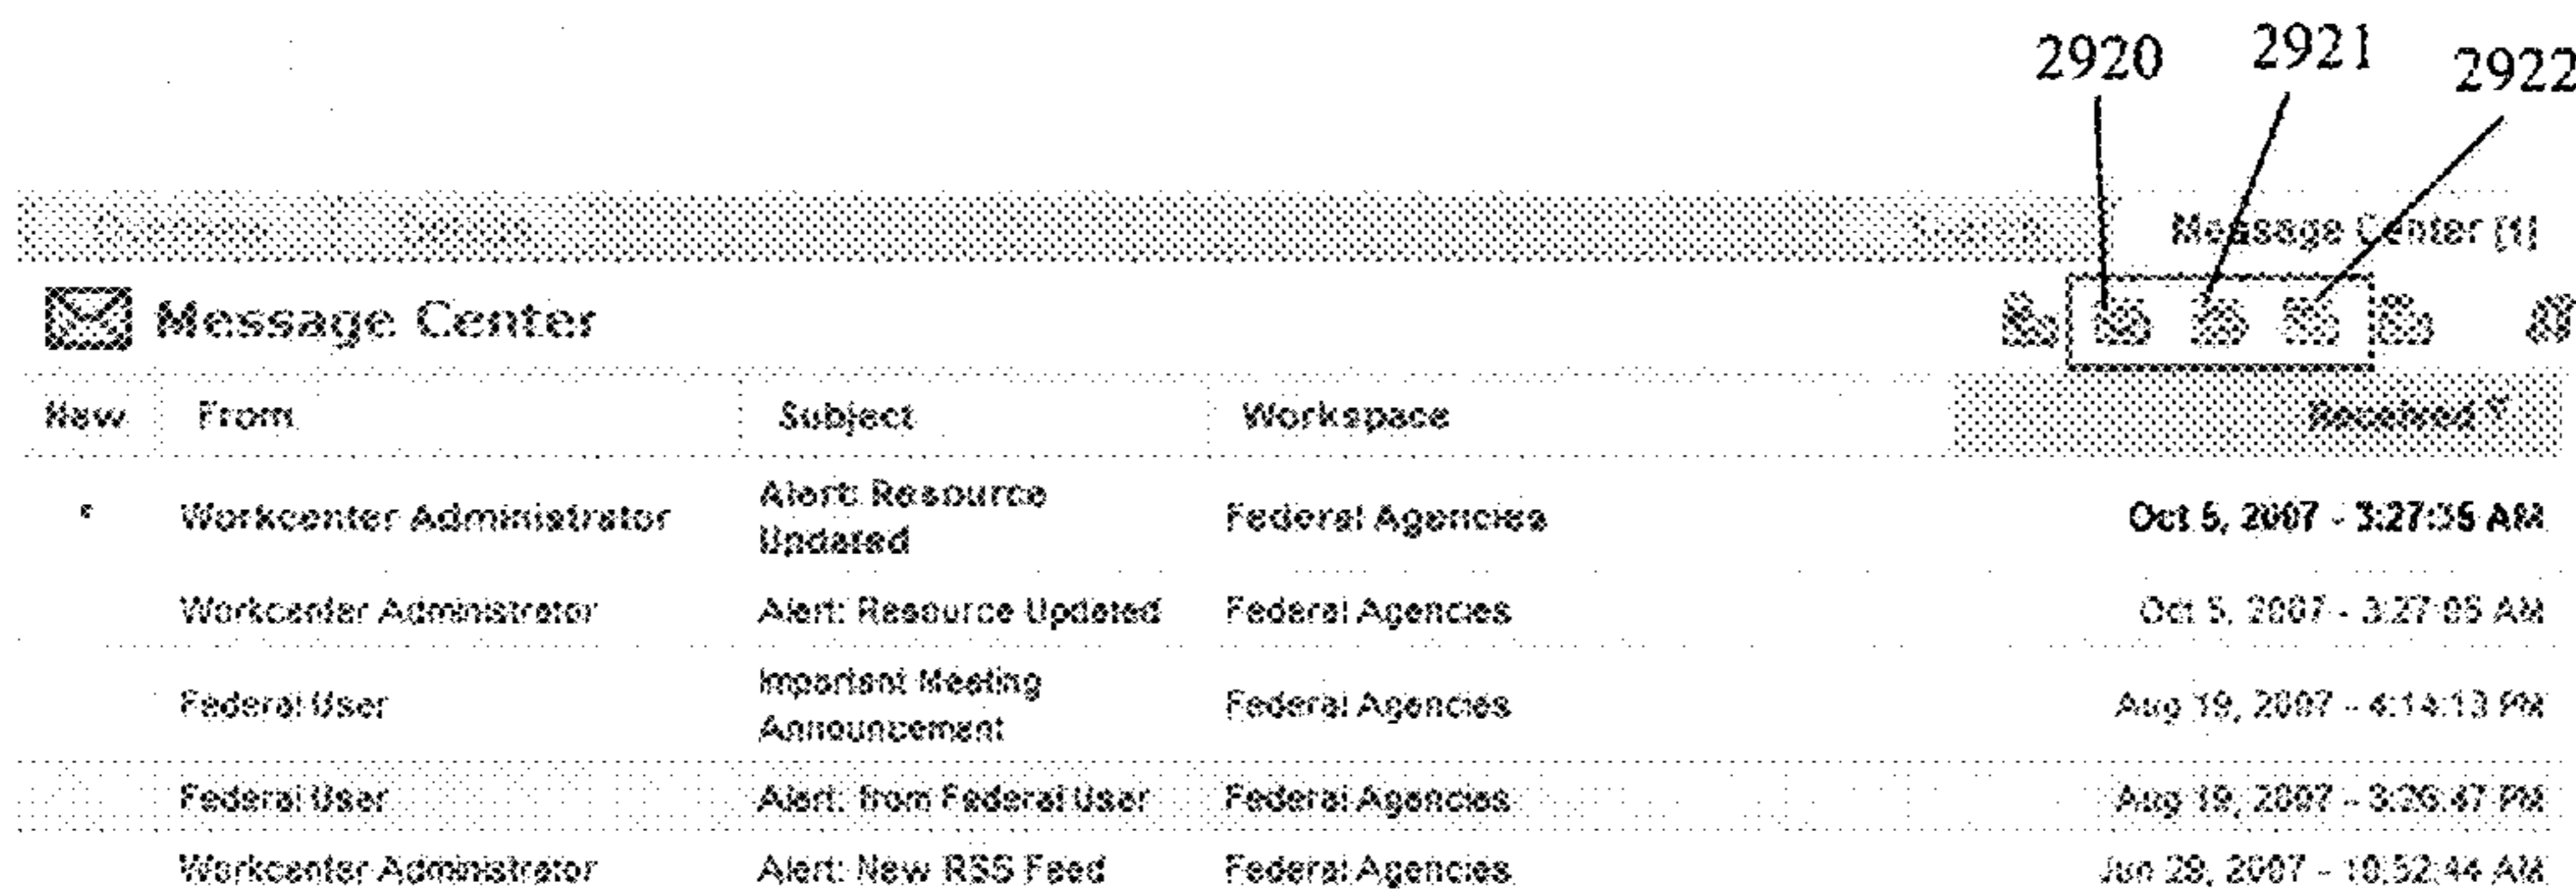 2920 2921 2922
Search Message Center [1]
Message Center
New From Subject Workspace Received
Workcenter Administrator Alert: Resource Updated Federal Agencies Oct 5, 2007 - 3:27:35 AM
Workcenter Administrator Alert: Resource Updated Federal Agencies Oct 5, 2007 - 3:27:05 AM
Federal User Important Meeting Announcement Federal Agencies Aug 19, 2007 - 4:14:13 PM
Federal User Alert: from Federal User Federal Agencies Aug 19, 2007 - 3:26:47 PM
Workcenter Administrator Alert: New RSS Feed Federal Agencies Jun 29, 2007 - 10:52:44 AM